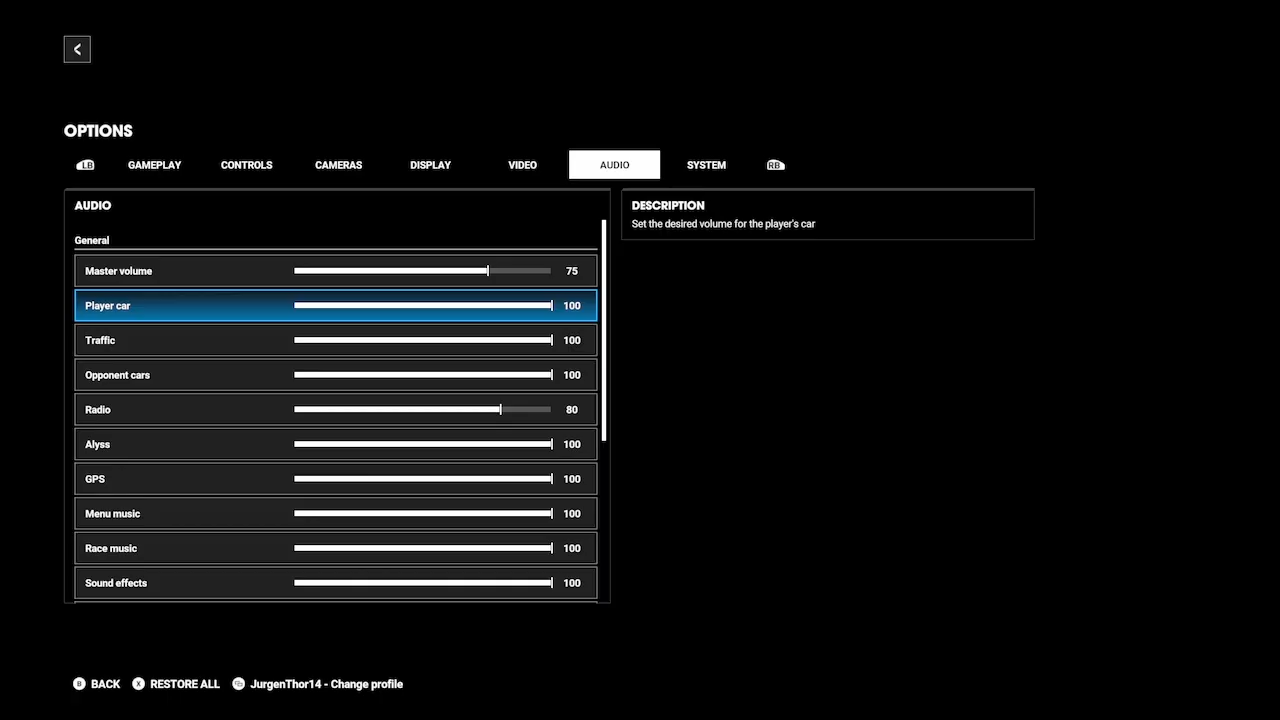 OPTIONS
LB GAMEPLAY CONTROLS CAMERAS DISPLAY VIDEO AUDIO SYSTEM RB
AUDIO
General
Master volume 75
Player car 100
Traffic 100
Opponent cars 100
Radio 80
Alyss 100
GPS 100
Menu music 100
Race music 100
Sound effects 100
DESCRIPTION
Set the desired volume for the player's car
B BACK X RESTORE ALL JurgenThor14 - Change profile